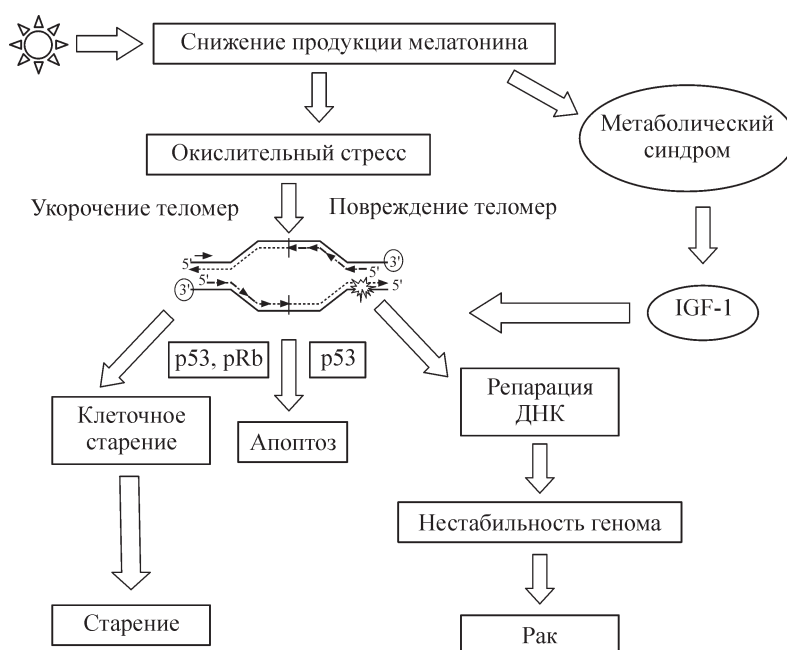 Снижение продукции мелатонина
Метаболический
синдром
Окислительный стресс
Укорочение теломер
Повреждение теломер
5'
3'
5'
5'
3'
5'
IGF-1
p53, pRb
p53
Клеточное
старение
Апоптоз
Репарация
ДНК
Нестабильность генома
Старение
Рак